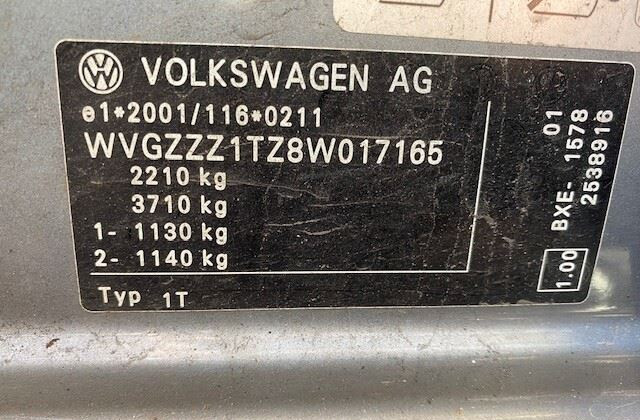 VOLKSWAGEN AG
e1*2001/116*0211
WVGZZZ1TZ8W017165
2210 kg
3710 kg
1- 1130 kg
2- 1140 kg
Typ 1T
01
BXE- 1578
2538916
1.00